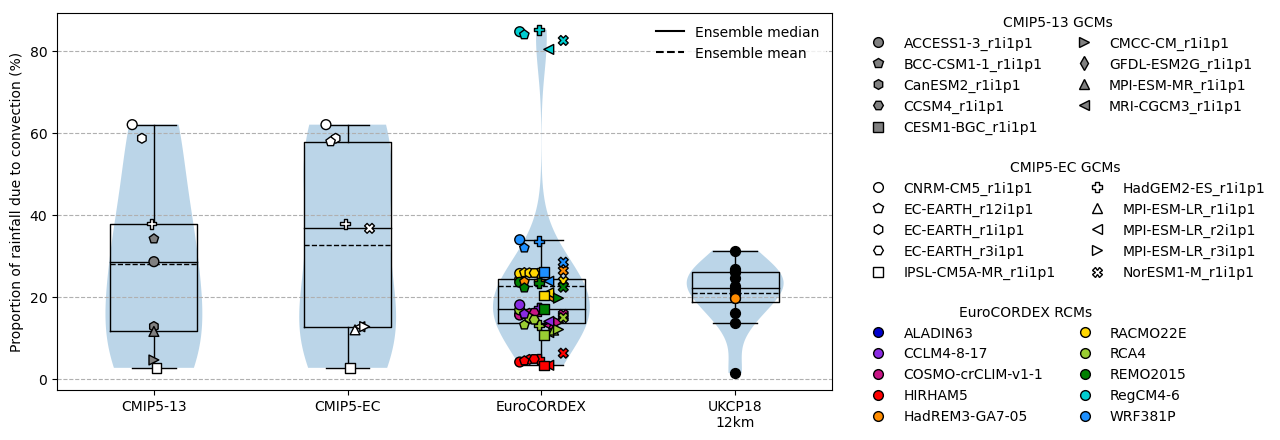 Proportion of rainfall due to convection (%)
80
60
40
20
0
CMIP5-13
CMIP5-EC
EuroCORDEX
UKCP18
12km
Ensemble median
Ensemble mean
CMIP5-13 GCMs
ACCESS1-3_r1i1p1
BCC-CSM1-1_r1i1p1
CanESM2_r1i1p1
CCSM4_r1i1p1
CESM1-BGC_r1i1p1
CMCC-CM_r1i1p1
GFDL-ESM2G_r1i1p1
MPI-ESM-MR_r1i1p1
MRI-CGCM3_r1i1p1
CMIP5-EC GCMs
CNRM-CM5_r1i1p1
EC-EARTH_r12i1p1
EC-EARTH_r1i1p1
EC-EARTH_r3i1p1
IPSL-CM5A-MR_r1i1p1
HadGEM2-ES_r1i1p1
MPI-ESM-LR_r1i1p1
MPI-ESM-LR_r2i1p1
MPI-ESM-LR_r3i1p1
NorESM1-M_r1i1p1
EuroCORDEX RCMs
ALADIN63
CCLM4-8-17
COSMO-crCLIM-v1-1
HIRHAM5
HadREM3-GA7-05
RACMO22E
RCA4
REMO2015
RegCM4-6
WRF381P